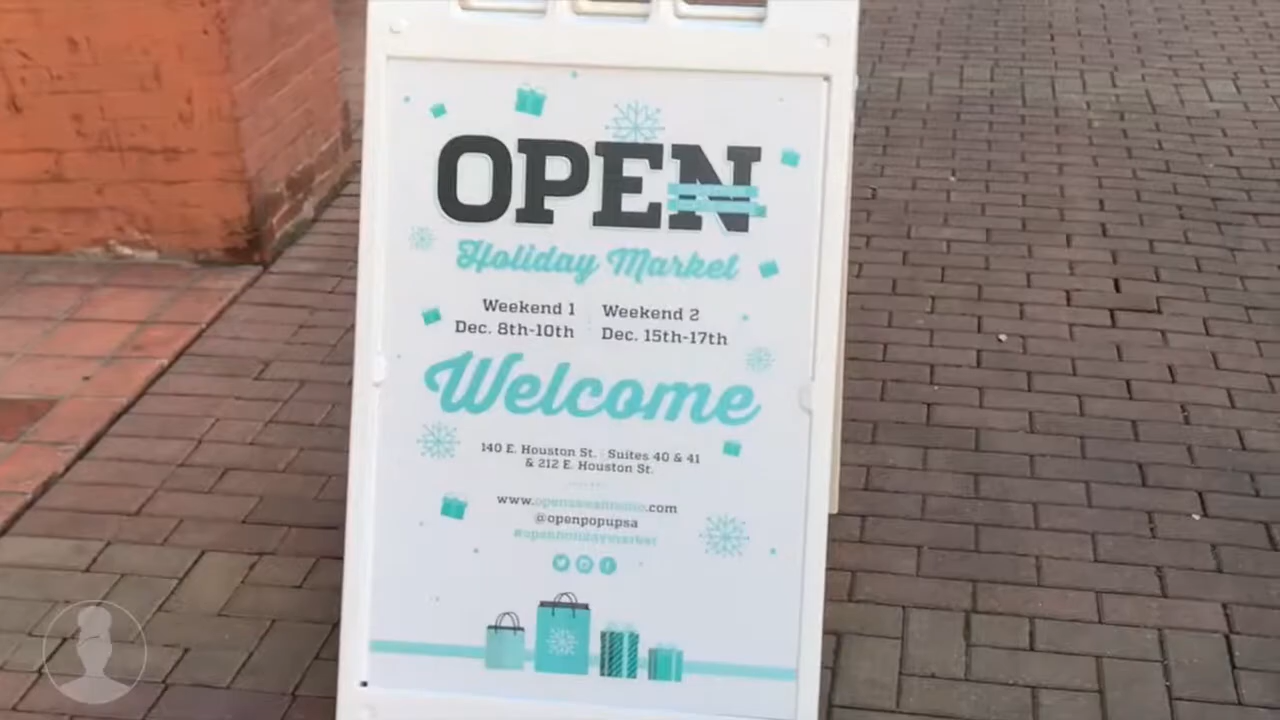 OPEN
Holiday Market
Weekend 1 Weekend 2
Dec. 8th-10th Dec. 15th-17th
Welcome
140 E. Houston St. Suites 40 & 41
& 212 E. Houston St.
www. .com
@openpopupsa
#openholidaymarket